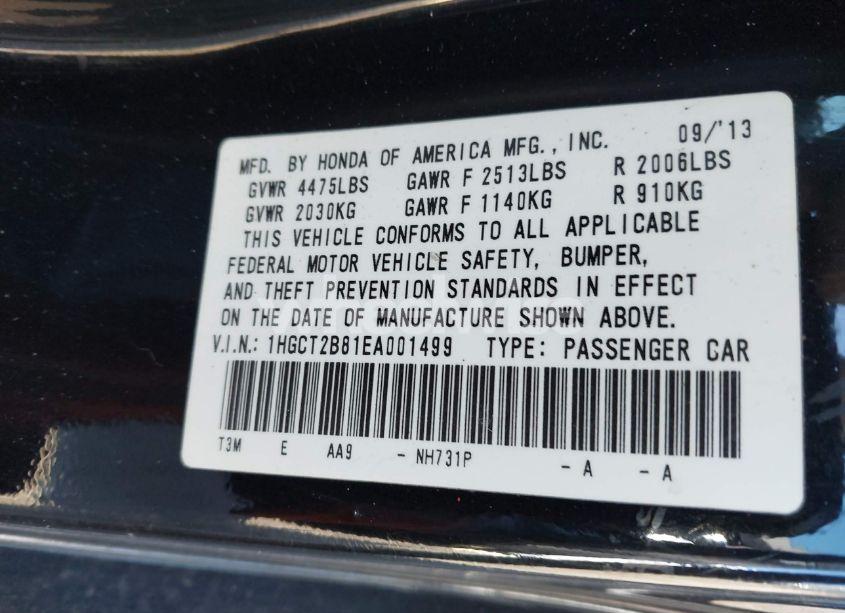 MFD. BY HONDA OF AMERICA MFG., INC. 09/'13
GVWR 4475LBS GAWR F 2513LBS R 2006LBS
GVWR 2030KG GAWR F 1140KG R 910KG
THIS VEHICLE CONFORMS TO ALL APPLICABLE
FEDERAL MOTOR VEHICLE SAFETY, BUMPER,
AND THEFT PREVENTION STANDARDS IN EFFECT
ON THE DATE OF MANUFACTURE SHOWN ABOVE.
V.I.N.: 1HGCT2B81EA001499 TYPE: PASSENGER CAR
T3M E AA9 - NH731P - A - A